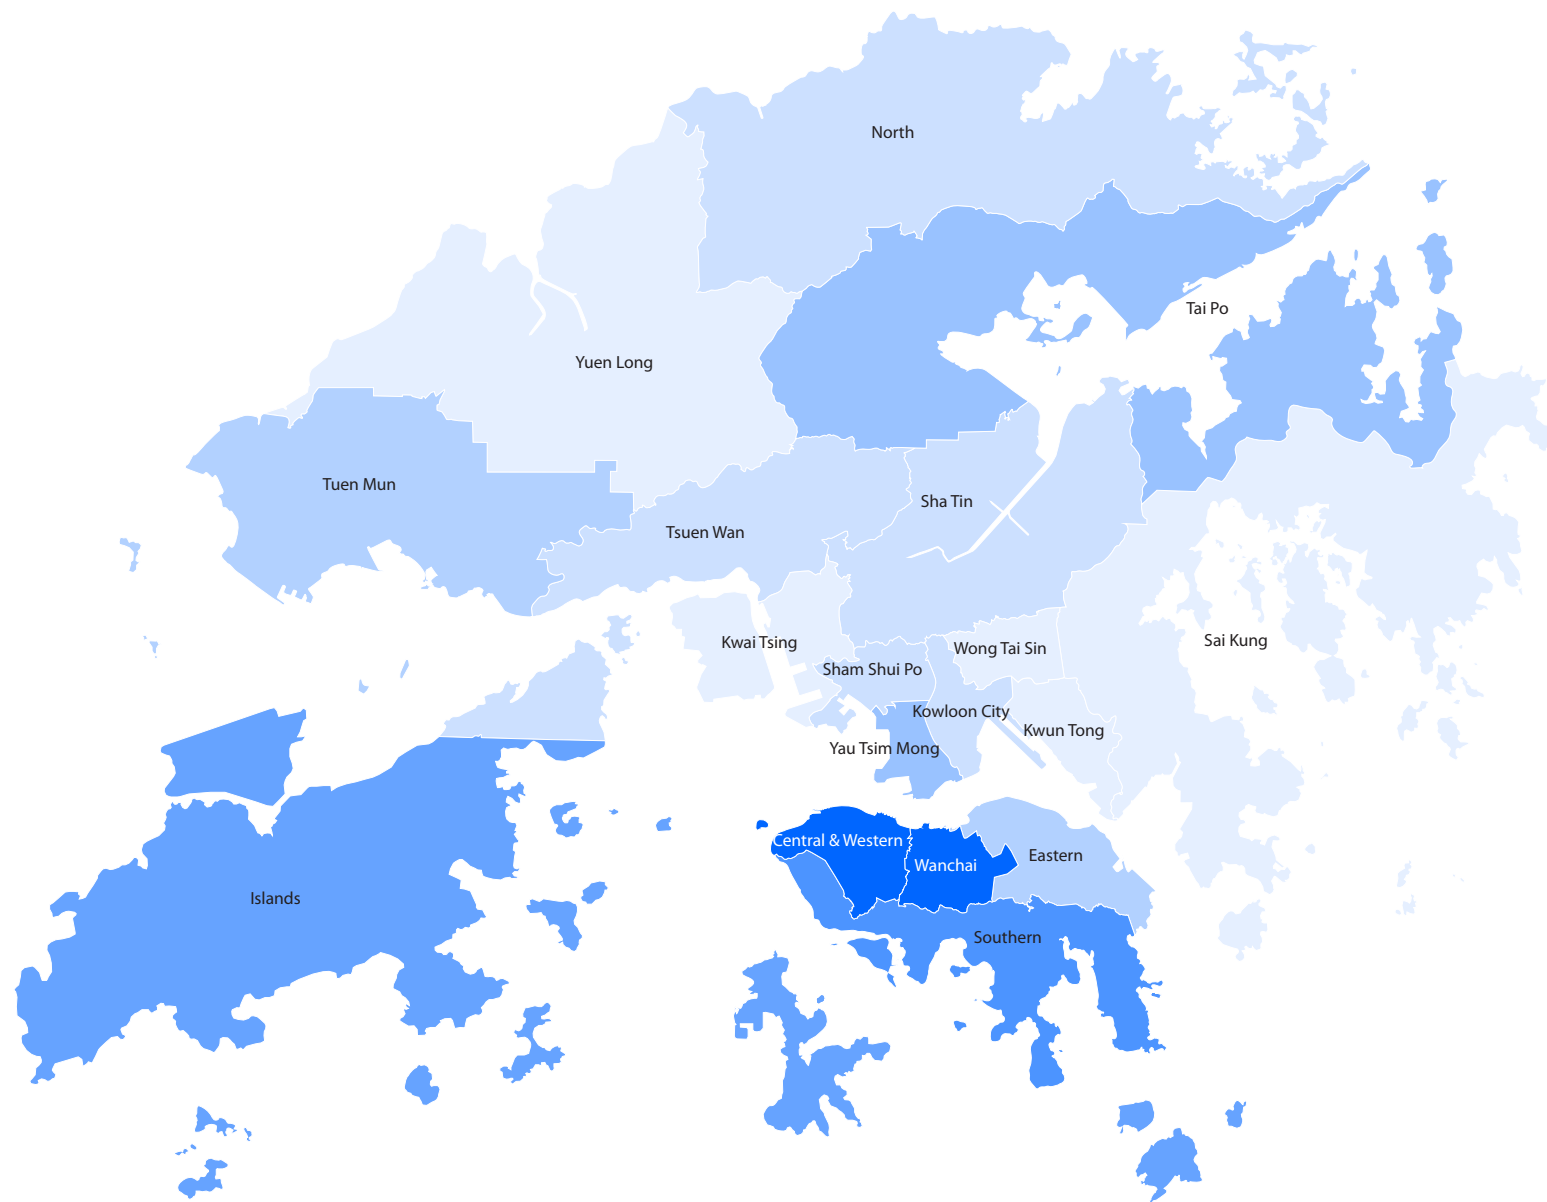 North
Tai Po
Yuen Long
Tuen Mun
Sha Tin
Tsuen Wan
Kwai Tsing
Wong Tai Sin
Sai Kung
Sham Shui Po
Kowloon City
Kwun Tong
Yau Tsim Mong
Central & Western
Wanchai
Eastern
Islands
Southern